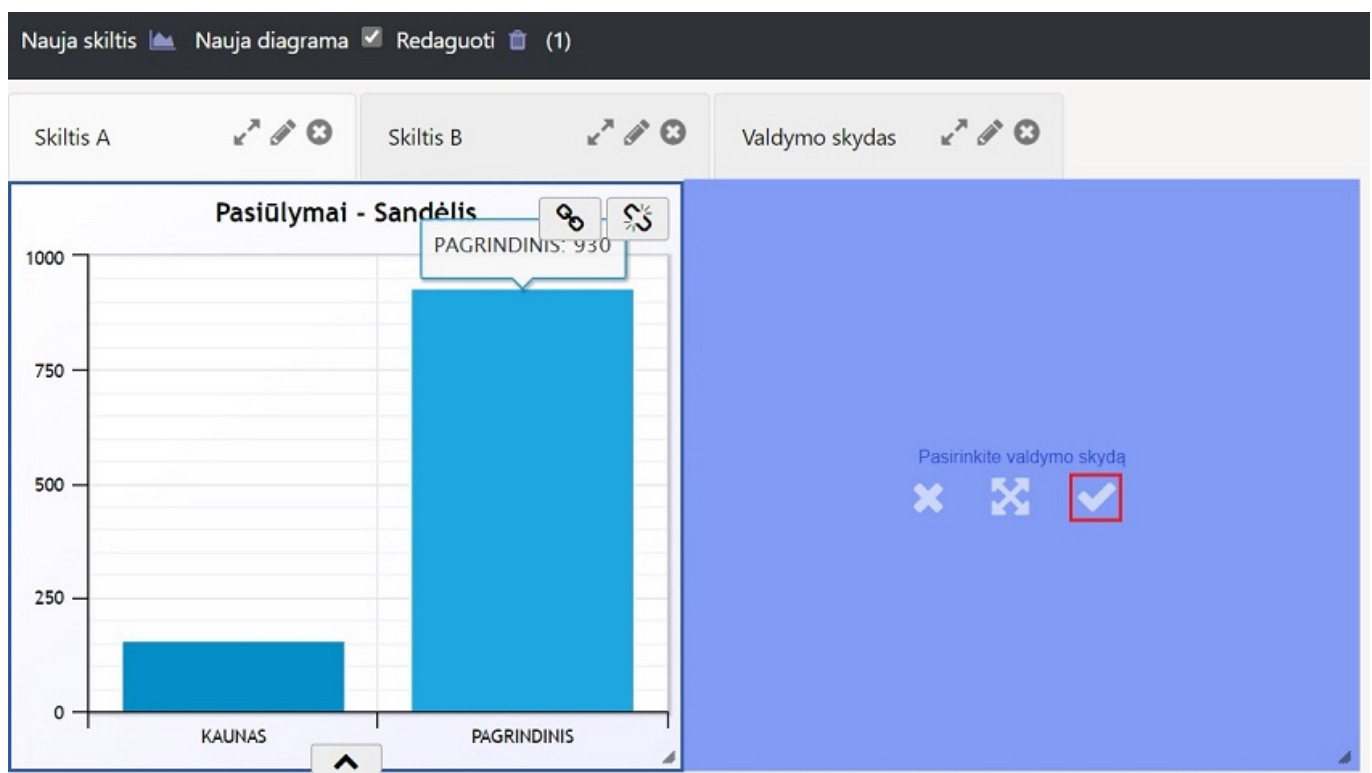 Nauja skiltis Nauja diagrama Redaguoti (1)
Skiltis A Skiltis B Valdymo skydas
Pasiūlymai - Sandėlis
PAGRINDINIS: 930
1000
750
Pasirinkite valdymo skydą
500
250
0
KAUNAS PAGRINDINIS